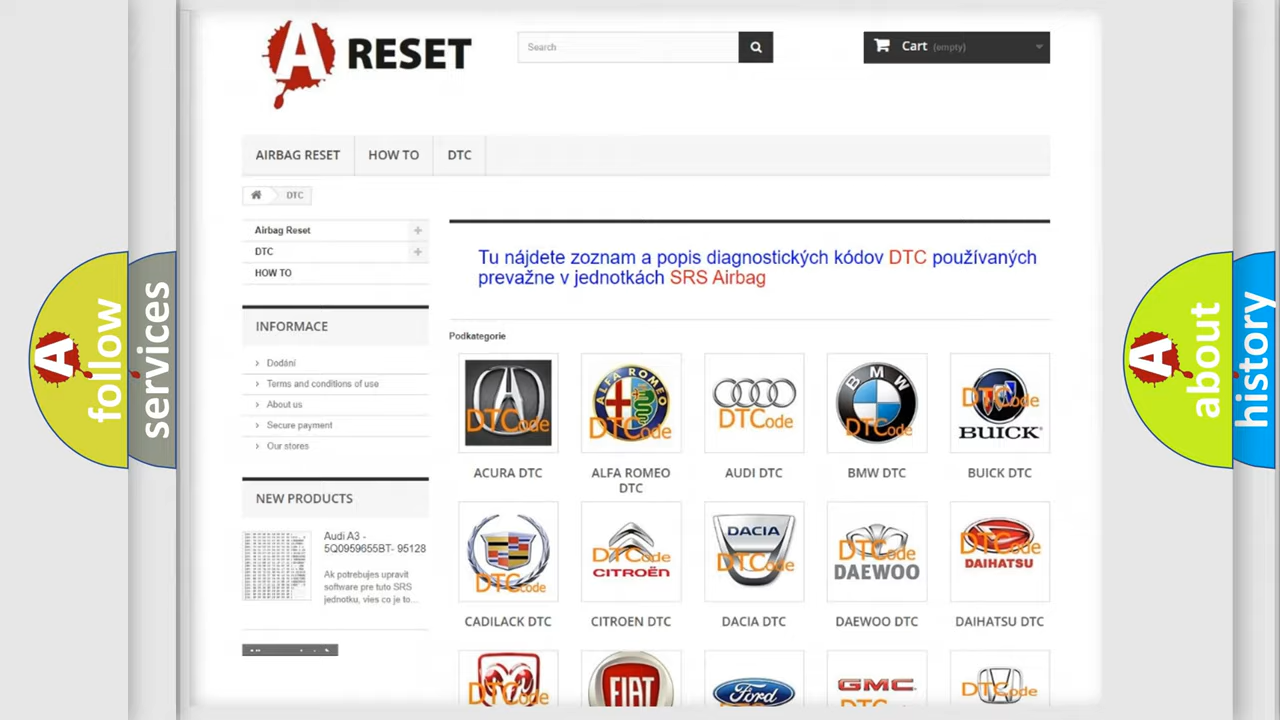 A RESET
Search
Cart (empty)
AIRBAG RESET
HOW TO
DTC
DTC
Airbag Reset
DTC
HOW TO
INFORMACE
Dodání
Terms and conditions of use
About us
Secure payment
Our stores
NEW PRODUCTS
Audi A3 -
5Q0959655BT- 95128
Ak potrebujes upravit
software pre tuto SRS
jednotku, vies co je to...
Tu nájdete zoznam a popis diagnostických kódov DTC používaných
prevažne v jednotkách SRS Airbag
Podkategorie
DTCode
ALFA ROMEO
DTCode
DTCode
BMW
DTCode
DTCode
BUICK
ACURA DTC
ALFA ROMEO
DTC
AUDI DTC
BMW DTC
BUICK DTC
DTCode
DTCode
CITROËN
DACIA
DTCode
DTCode
DAEWOO
DTCode
DAIHATSU
CADILACK DTC
CITROEN DTC
DACIA DTC
DAEWOO DTC
DAIHATSU DTC
DTCode
FIAT
Ford
GMC
DTCode
A follow
services
A about
history